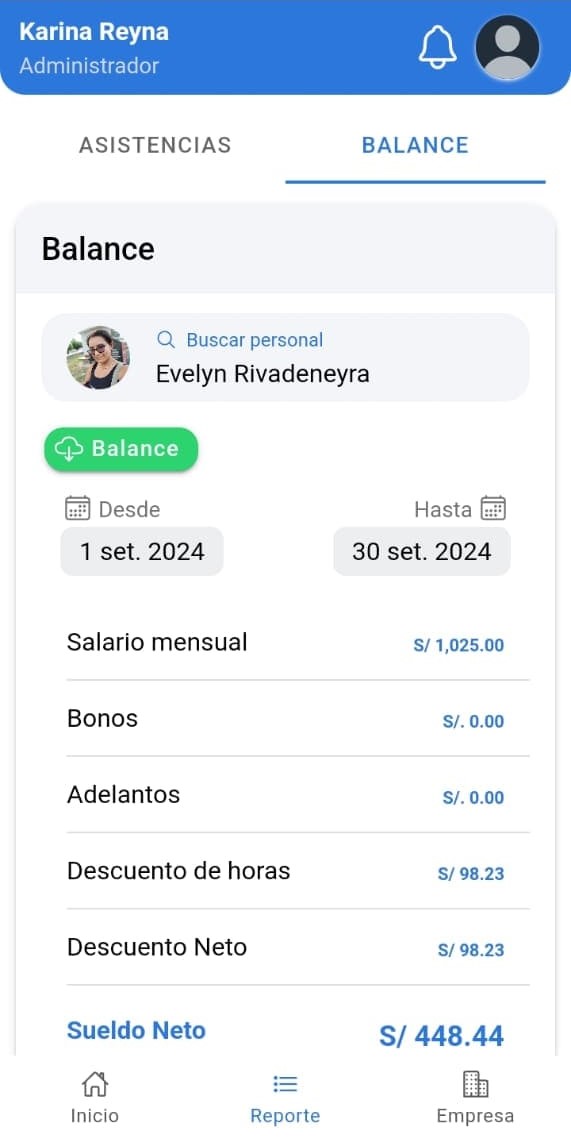 Karina Reyna
Administrador
ASISTENCIAS
BALANCE
Balance
Buscar personal
Evelyn Rivadeneyra
Balance
Desde
Hasta
1 set. 2024
30 set. 2024
Salario mensual
S/ 1,025.00
Bonos
S/. 0.00
Adelantos
S/. 0.00
Descuento de horas
S/ 98.23
Descuento Neto
S/ 98.23
Sueldo Neto
S/ 448.44
Inicio
Reporte
Empresa